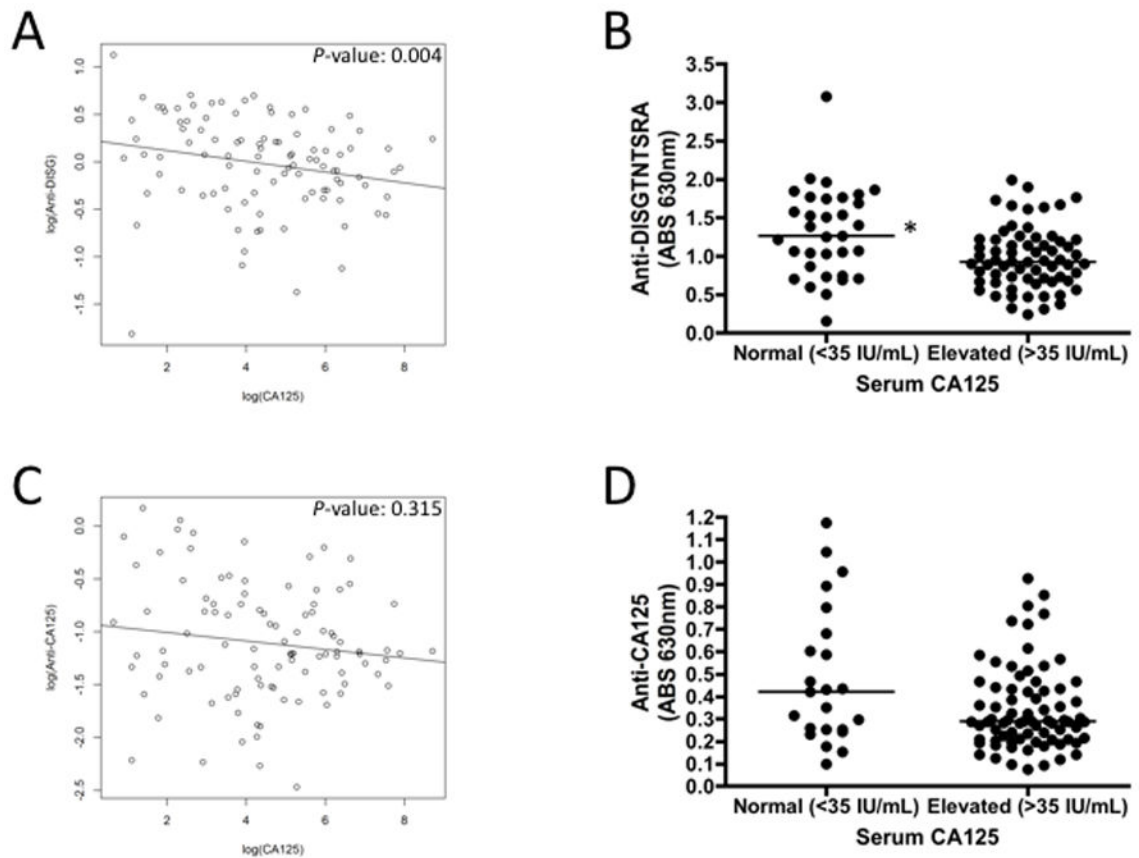 A
P-value: 0.004
1.0
0.5
0.0
-0.5
-1.0
-1.5
log(Anti-DISG)
2 4 6 8
log(CA125)
B
3.5
3.0
2.5
2.0
1.5
1.0
0.5
0.0
Anti-DISGTNTSRA
(ABS 630nm)
*
Normal (<35 IU/mL) Elevated (>35 IU/mL)
Serum CA125
C
P-value: 0.315
0.0
-0.5
-1.0
-1.5
-2.0
-2.5
log(Anti-CA125)
2 4 6 8
log(CA125)
D
1.2
1.1
1.0
0.9
0.8
0.7
0.6
0.5
0.4
0.3
0.2
0.1
0.0
Anti-CA125
(ABS 630nm)
Normal (<35 IU/mL) Elevated (>35 IU/mL)
Serum CA125